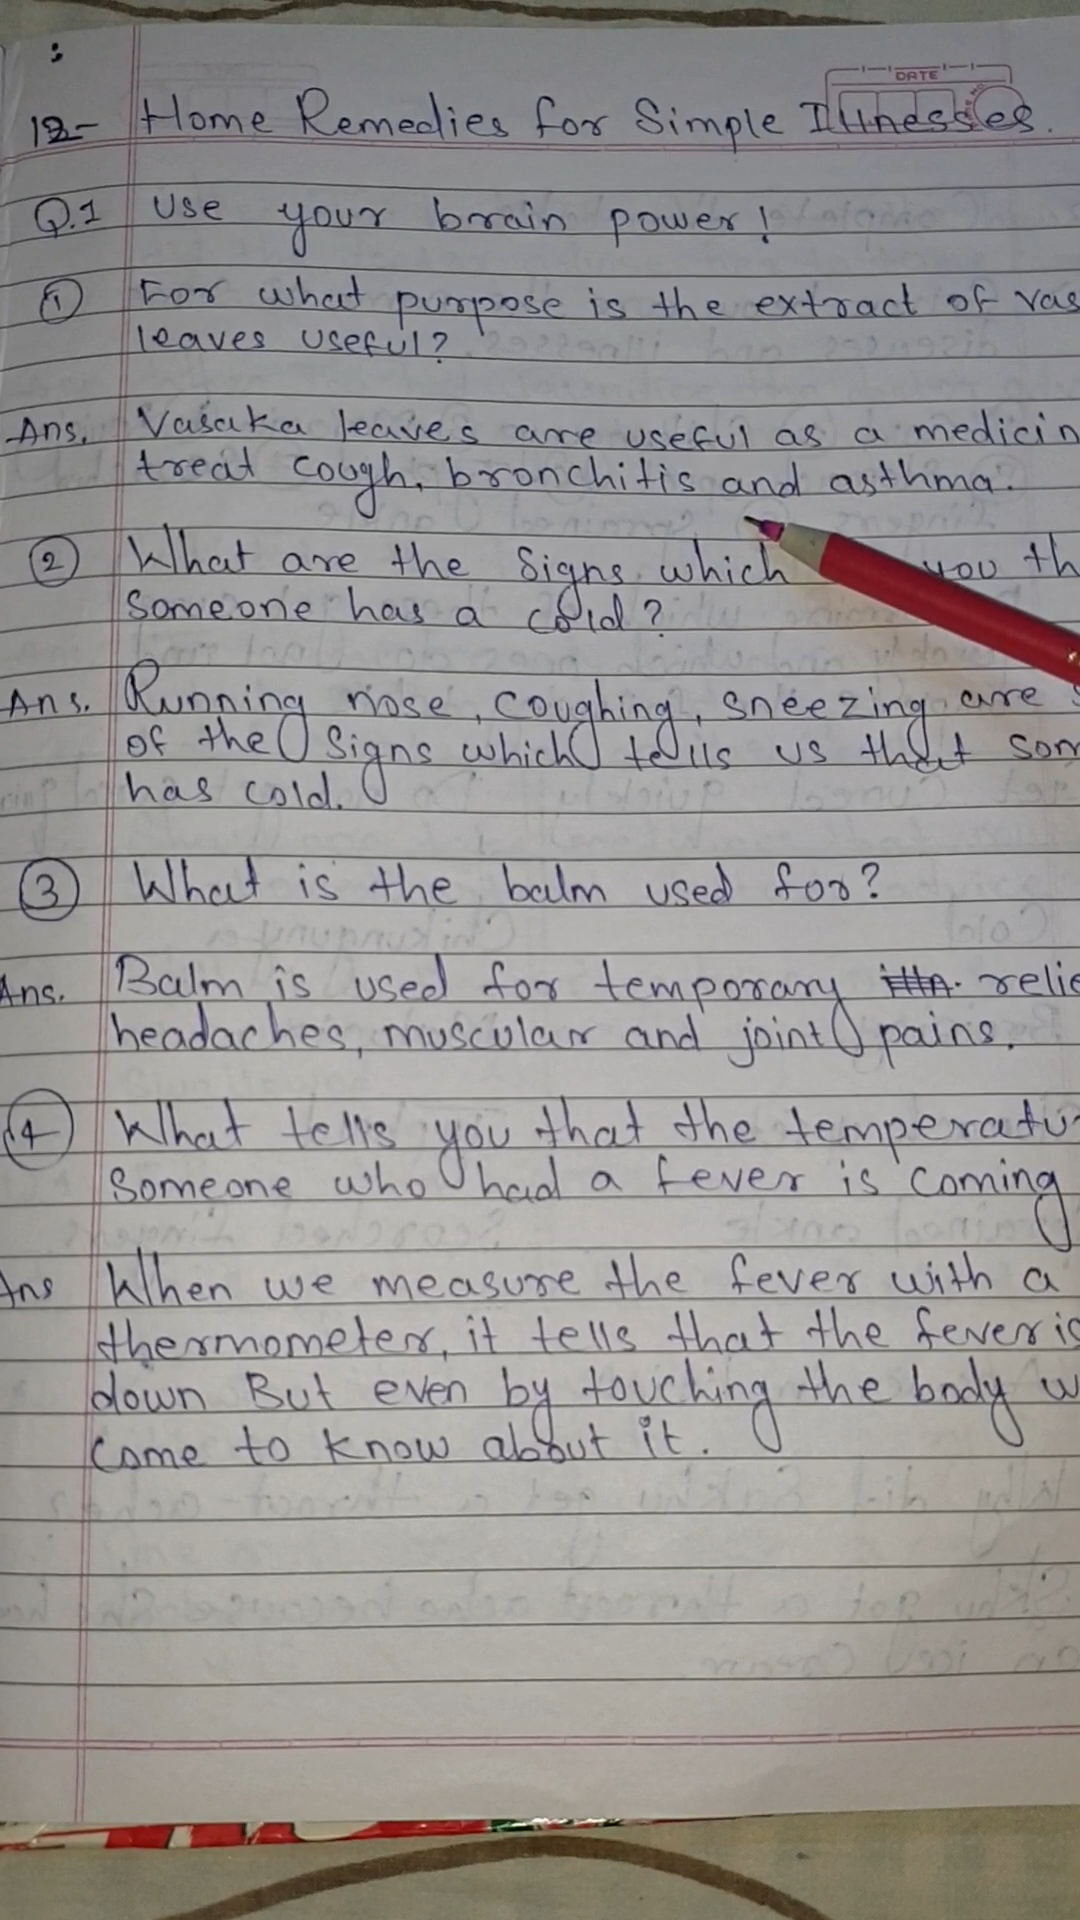 DATE
12- Home Remedies for Simple Illnesses.
Q.1 Use your brain power!
① For what purpose is the extract of vas
leaves useful?
Ans. Vasaka leaves are useful as a medicin
treat cough, bronchitis and asthma.
② What are the signs which you th
someone has a cold?
Ans. Running nose, coughing, sneezing are s
of the signs which tells us that som
has cold.
③ What is the balm used for?
Ans. Balm is used for temporary relie
headaches, muscular and joint pains.
④ What tells you that the temperatu
someone who had a fever is coming
Ans When we measure the fever with a
thermometer, it tells that the fever is
down But even by touching the body w
come to know about it.